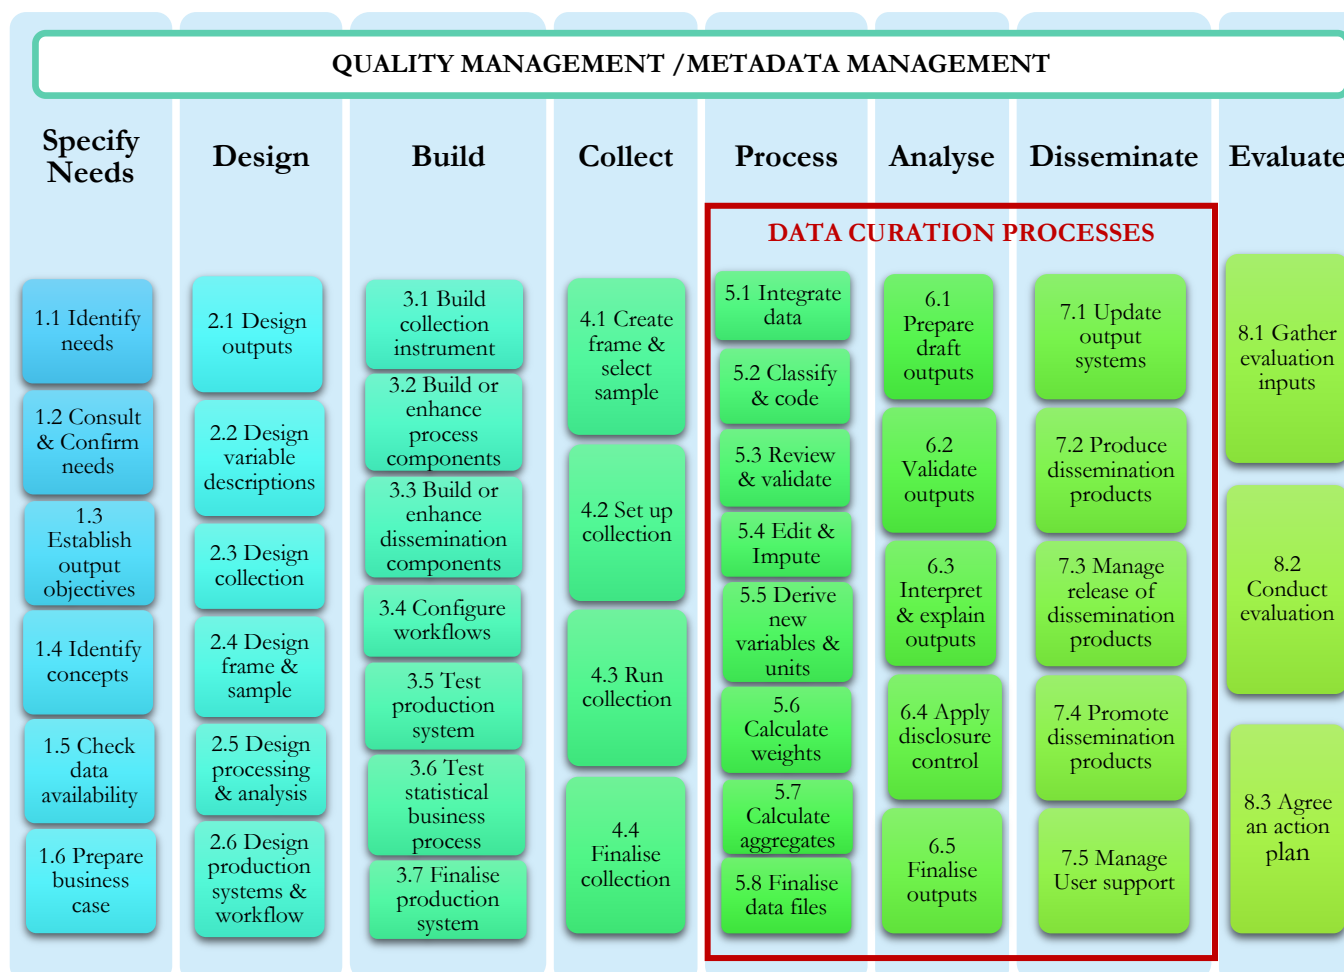 QUALITY MANAGEMENT /METADATA MANAGEMENT
Specify
Needs
Design
Build
Collect
Process
Analyse
Disseminate
Evaluate
DATA CURATION PROCESSES
1.1 Identify
needs
1.2 Consult
& Confirm
needs
1.3
Establish
output
objectives
1.4 Identify
concepts
1.5 Check
data
availability
1.6 Prepare
business
case
2.1 Design
outputs
2.2 Design
variable
descriptions
2.3 Design
collection
2.4 Design
frame &
sample
2.5 Design
processing
& analysis
2.6 Design
production
systems &
workflow
3.1 Build
collection
instrument
3.2 Build or
enhance
process
components
3.3 Build or
enhance
dissemination
components
3.4 Configure
workflows
3.5 Test
production
system
3.6 Test
statistical
business
process
3.7 Finalise
production
system
4.1 Create
frame &
select
sample
4.2 Set up
collection
4.3 Run
collection
4.4
Finalise
collection
5.1 Integrate
data
5.2 Classify
& code
5.3 Review
& validate
5.4 Edit &
Impute
5.5 Derive
new
variables &
units
5.6
Calculate
weights
5.7
Calculate
aggregates
5.8 Finalise
data files
6.1
Prepare
draft
outputs
6.2
Validate
outputs
6.3
Interpret
& explain
outputs
6.4 Apply
disclosure
control
6.5
Finalise
outputs
7.1 Update
output
systems
7.2 Produce
dissemination
products
7.3 Manage
release of
dissemination
products
7.4 Promote
dissemination
products
7.5 Manage
User support
8.1 Gather
evaluation
inputs
8.2
Conduct
evaluation
8.3 Agree
an action
plan